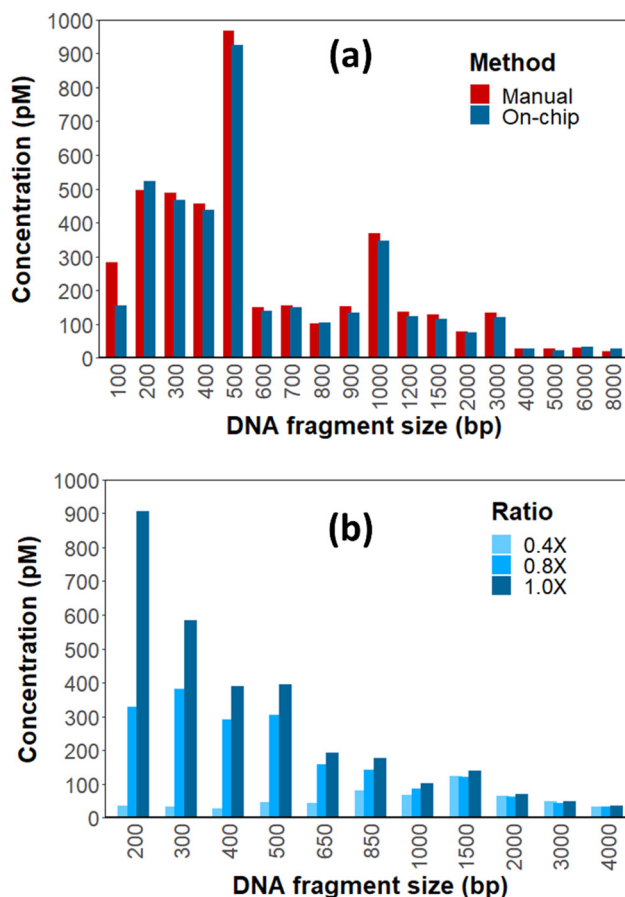 (a)
Concentration (pM)
1000
900
800
700
600
500
400
300
200
100
0
Method
Manual
On-chip
100 200 300 400 500 600 700 800 900 1000 1200 1500 2000 3000 4000 5000 6000 8000
DNA fragment size (bp)
(b)
Concentration (pM)
1000
900
800
700
600
500
400
300
200
100
0
Ratio
0.4X
0.8X
1.0X
200 300 400 500 650 850 1000 1500 2000 3000 4000
DNA fragment size (bp)